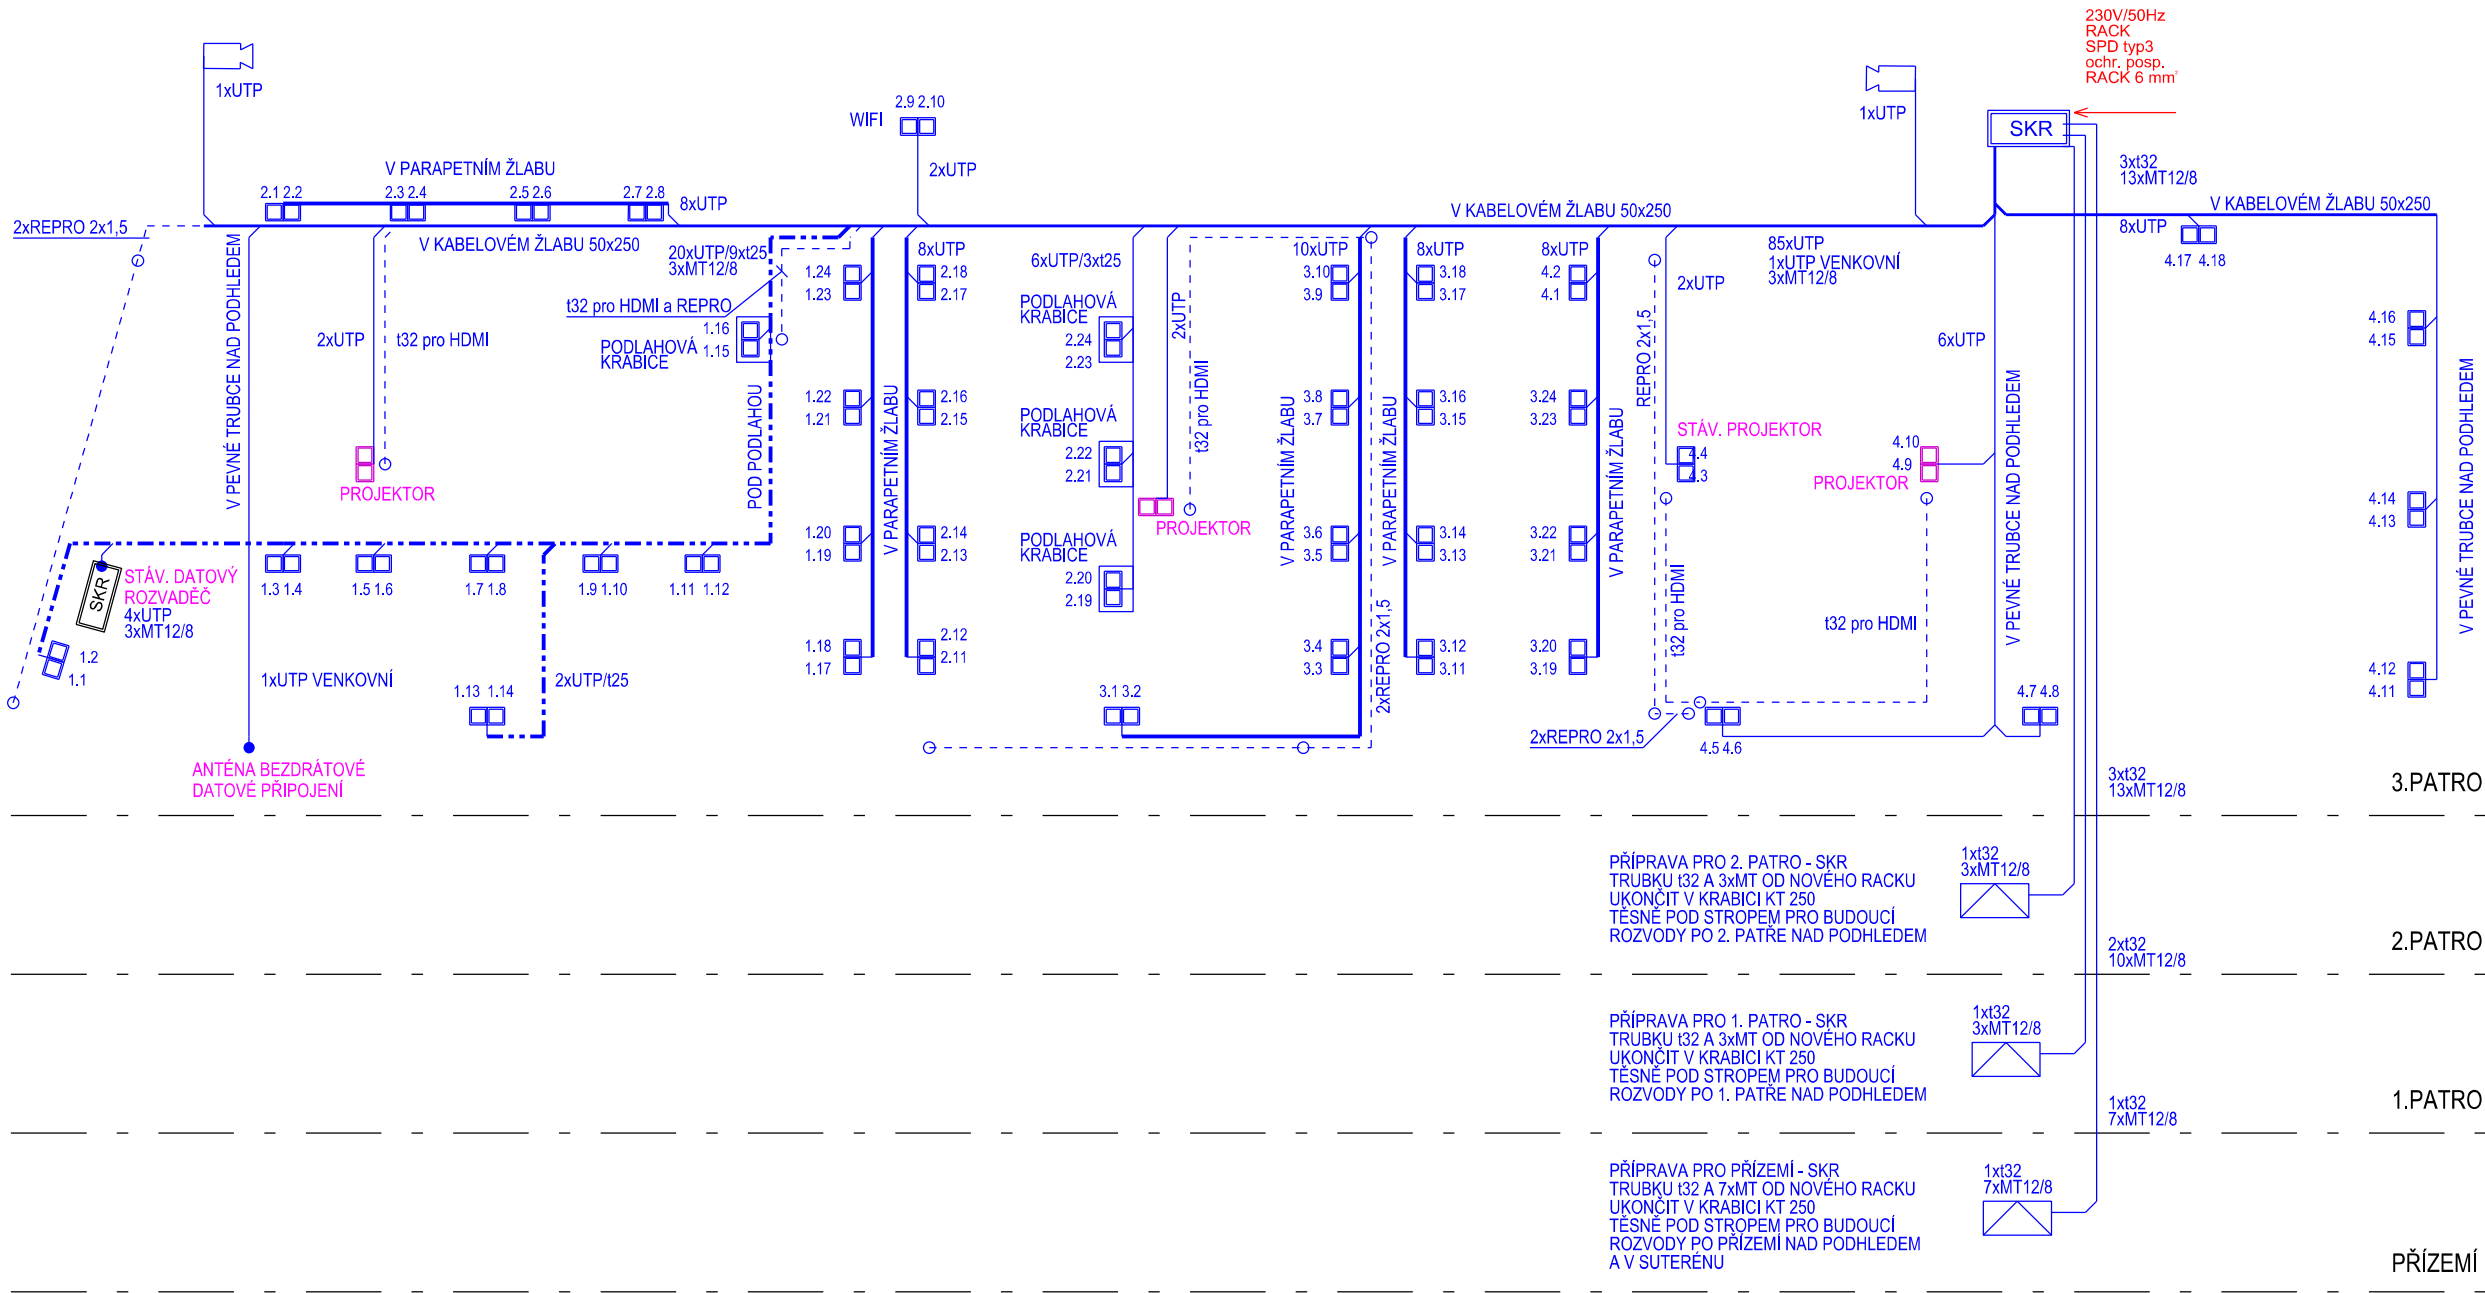 230V/50Hz
RACK
SPD typ3
ochr. posp.
RACK 6 mm²
1xUTP
WIFI
2.9 2.10
2xUTP
1xUTP
SKR
3xt32
13xMT12/8
V PARAPETNÍM ŽLABU
2.1 2.2
2.3 2.4
2.5 2.6
2.7 2.8
8xUTP
2xREPRO 2x1,5
V KABELOVÉM ŽLABU 50x250
V KABELOVÉM ŽLABU 50x250
V KABELOVÉM ŽLABU 50x250
8xUTP
4.17 4.18
V PEVNÉ TRUBCE NAD PODHLEDEM
2xUTP
t32 pro HDMI
PROJEKTOR
20xUTP/9xt25
3xMT12/8
t32 pro HDMI a REPRO
PODLAHOVÁ
KRABICE
1.16
1.15
POD PODLAHOU
1.24
1.23
1.22
1.21
1.20
1.19
1.18
1.17
V PARAPETNÍM ŽLABU
8xUTP
2.18
2.17
2.16
2.15
2.14
2.13
2.12
2.11
6xUTP/3xt25
PODLAHOVÁ
KRABICE
2.24
2.23
PODLAHOVÁ
KRABICE
2.22
2.21
PODLAHOVÁ
KRABICE
2.20
2.19
2xUTP
t32 pro HDMI
PROJEKTOR
10xUTP
3.10
3.9
3.8
3.7
3.6
3.5
3.4
3.3
V PARAPETNÍM ŽLABU
2xREPRO 2x1,5
3.1 3.2
8xUTP
3.18
3.17
3.16
3.15
3.14
3.13
3.12
3.11
V PARAPETNÍM ŽLABU
8xUTP
4.2
4.1
3.24
3.23
3.22
3.21
3.20
3.19
V PARAPETNÍM ŽLABU
REPRO 2x1,5
2xUTP
85xUTP
1xUTP VENKOVNÍ
3xMT12/8
STÁV. PROJEKTOR
4.4
4.3
t32 pro HDMI
2xREPRO 2x1,5
4.5 4.6
6xUTP
4.10
4.9
PROJEKTOR
t32 pro HDMI
V PEVNÉ TRUBCE NAD PODHLEDEM
4.7 4.8
4.16
4.15
4.14
4.13
4.12
4.11
V PEVNÉ TRUBCE NAD PODHLEDEM
SKR
STÁV. DATOVÝ
ROZVADĚČ
4xUTP
3xMT12/8
1.2
1.1
1.3 1.4
1.5 1.6
1.7 1.8
1.9 1.10
1.11 1.12
1xUTP VENKOVNÍ
1.13 1.14
2xUTP/t25
ANTÉNA BEZDRÁTOVÉ
DATOVÉ PŘIPOJENÍ
3xt32
13xMT12/8
3.PATRO
PŘÍPRAVA PRO 2. PATRO - SKR
TRUBKU t32 A 3xMT OD NOVÉHO RACKU
UKONČIT V KRABICI KT 250
TĚSNĚ POD STROPEM PRO BUDOUCÍ
ROZVODY PO 2. PATŘE NAD PODHLEDEM
1xt32
3xMT12/8
2xt32
10xMT12/8
2.PATRO
PŘÍPRAVA PRO 1. PATRO - SKR
TRUBKU t32 A 3xMT OD NOVÉHO RACKU
UKONČIT V KRABICI KT 250
TĚSNĚ POD STROPEM PRO BUDOUCÍ
ROZVODY PO 1. PATŘE NAD PODHLEDEM
1xt32
3xMT12/8
1xt32
7xMT12/8
1.PATRO
PŘÍPRAVA PRO PŘÍZEMÍ - SKR
TRUBKU t32 A 7xMT OD NOVÉHO RACKU
UKONČIT V KRABICI KT 250
TĚSNĚ POD STROPEM PRO BUDOUCÍ
ROZVODY PO PŘÍZEMÍ NAD PODHLEDEM
A V SUTERÉNU
1xt32
7xMT12/8
PŘÍZEMÍ